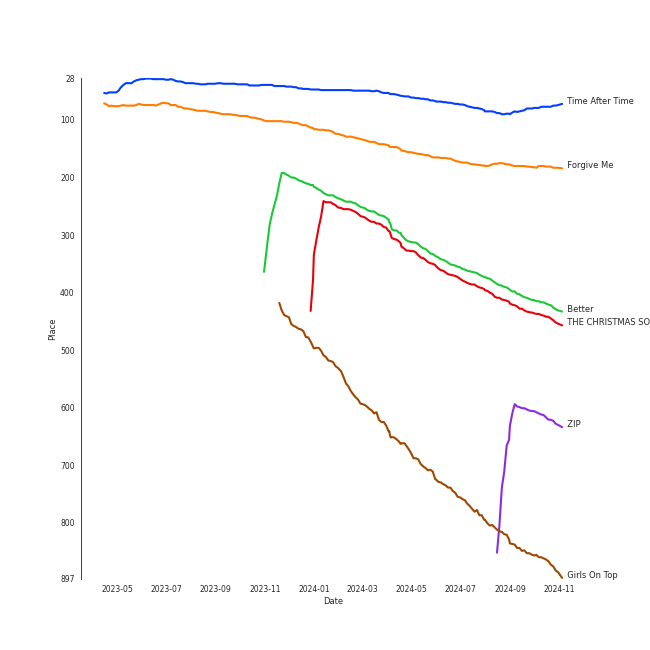 28
100
200
300
400
500
600
700
800
897
Place
2023-05
2023-07
2023-09
2023-11
2024-01
2024-03
2024-05
2024-07
2024-09
2024-11
Date
Time After Time
Forgive Me
Better
THE CHRISTMAS SO
ZIP
Girls On Top